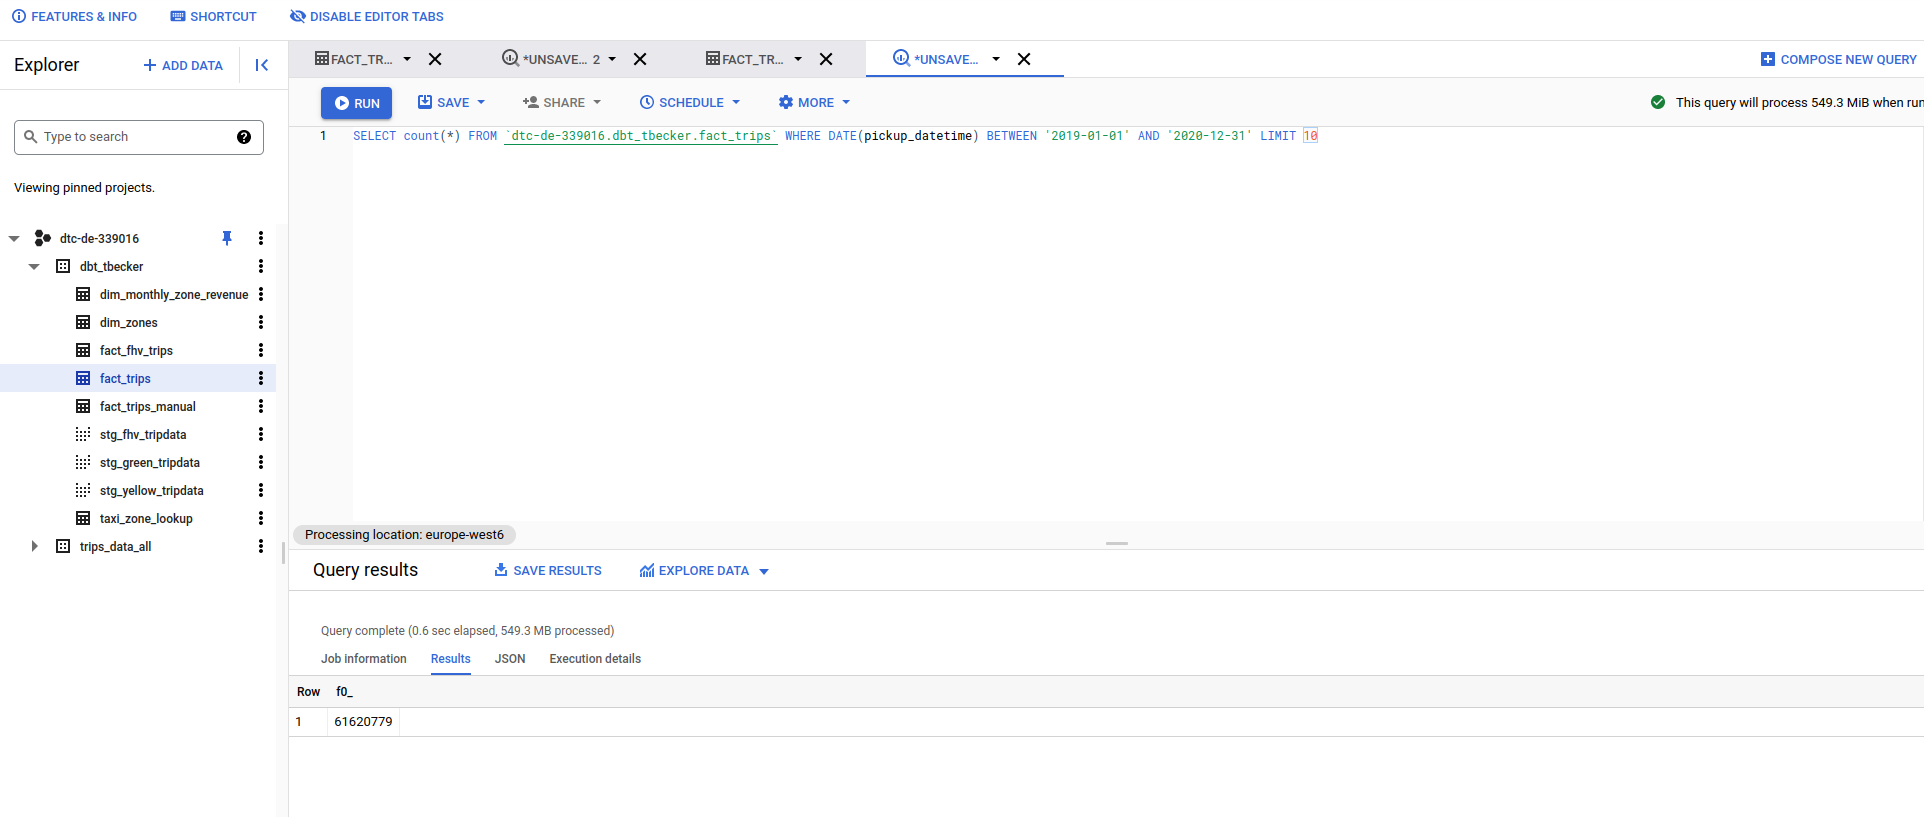 FEATURES & INFO SHORTCUT DISABLE EDITOR TABS
Explorer + ADD DATA
FACT_TR... *UNSAVE... 2 FACT_TR... *UNSAVE... COMPOSE NEW QUERY
RUN SAVE SHARE SCHEDULE MORE This query will process 549.3 MiB when run
1 SELECT count(*) FROM `dtc-de-339016.dbt_tbecker.fact_trips` WHERE DATE(pickup_datetime) BETWEEN '2019-01-01' AND '2020-12-31' LIMIT 10
Type to search ?
Viewing pinned projects.
dtc-de-339016
dbt_tbecker
dim_monthly_zone_revenue
dim_zones
fact_fhv_trips
fact_trips
fact_trips_manual
stg_fhv_tripdata
stg_green_tripdata
stg_yellow_tripdata
taxi_zone_lookup
trips_data_all
Processing location: europe-west6
Query results SAVE RESULTS EXPLORE DATA
Query complete (0.6 sec elapsed, 549.3 MB processed)
Job information Results JSON Execution details
Row f0_
1 61620779